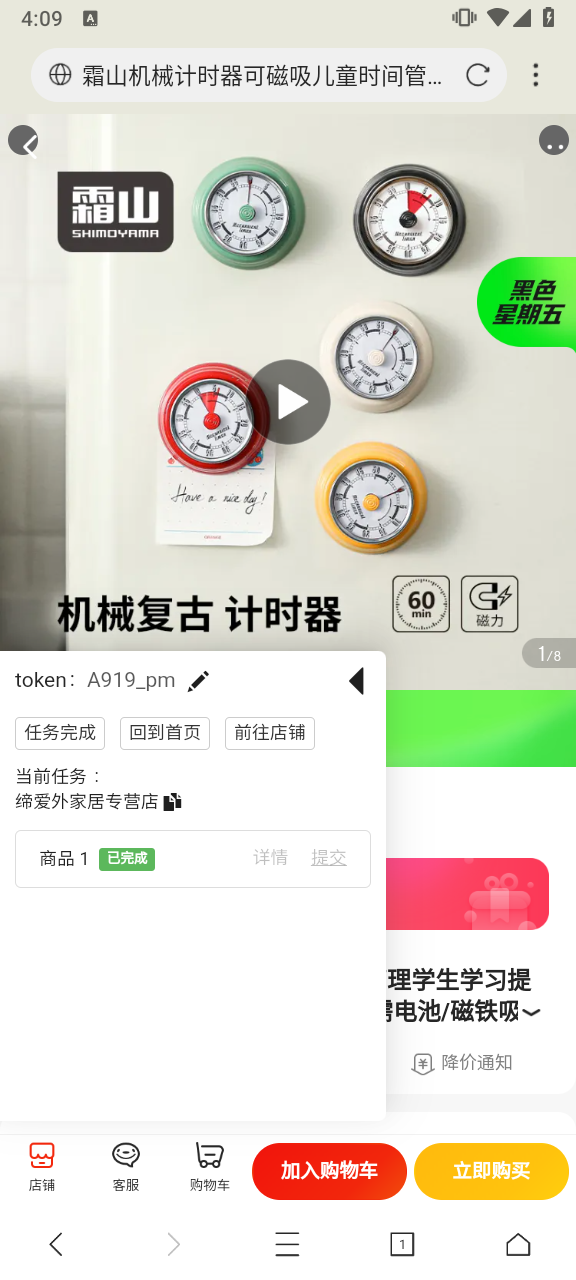 4:09
A
霜山机械计时器可磁吸儿童时间管...
霜山
SHIMOYAMA
黑色
星期五
Have a nice day!
机械复古 计时器
60
min
磁力
1/8
token: A919_pm
任务完成
回到首页
前往店铺
当前任务：
缔爱外家居专营店
商品 1
已完成
详情
提交
理学生学习提
电池/磁铁吸
降价通知
店铺
客服
购物车
加入购物车
立即购买
1